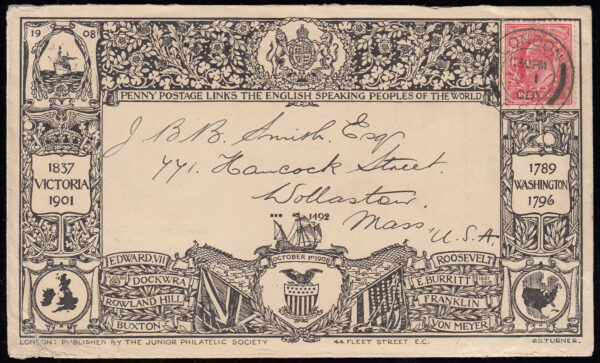 1908
LONDON
PENNY POSTAGE LINKS THE ENGLISH SPEAKING PEOPLES OF THE WORLD
J. B. B. Smith. Esq
771. Hancock Street.
Wollaston
Mass. U.S.A.
1837
VICTORIA
1901
1789
WASHINGTON
1796
1492
OCTOBER 1ST 1908
EDWARD.VII
DOCKWRA
ROWLAND HILL
BUXTON
ROOSEVELT
E.BURRITT
FRANKLIN
VON MEYER
LONDON: PUBLISHED BY THE JUNIOR PHILATELIC SOCIETY 44 FLEET STREET E.C. B.R.TURNER.